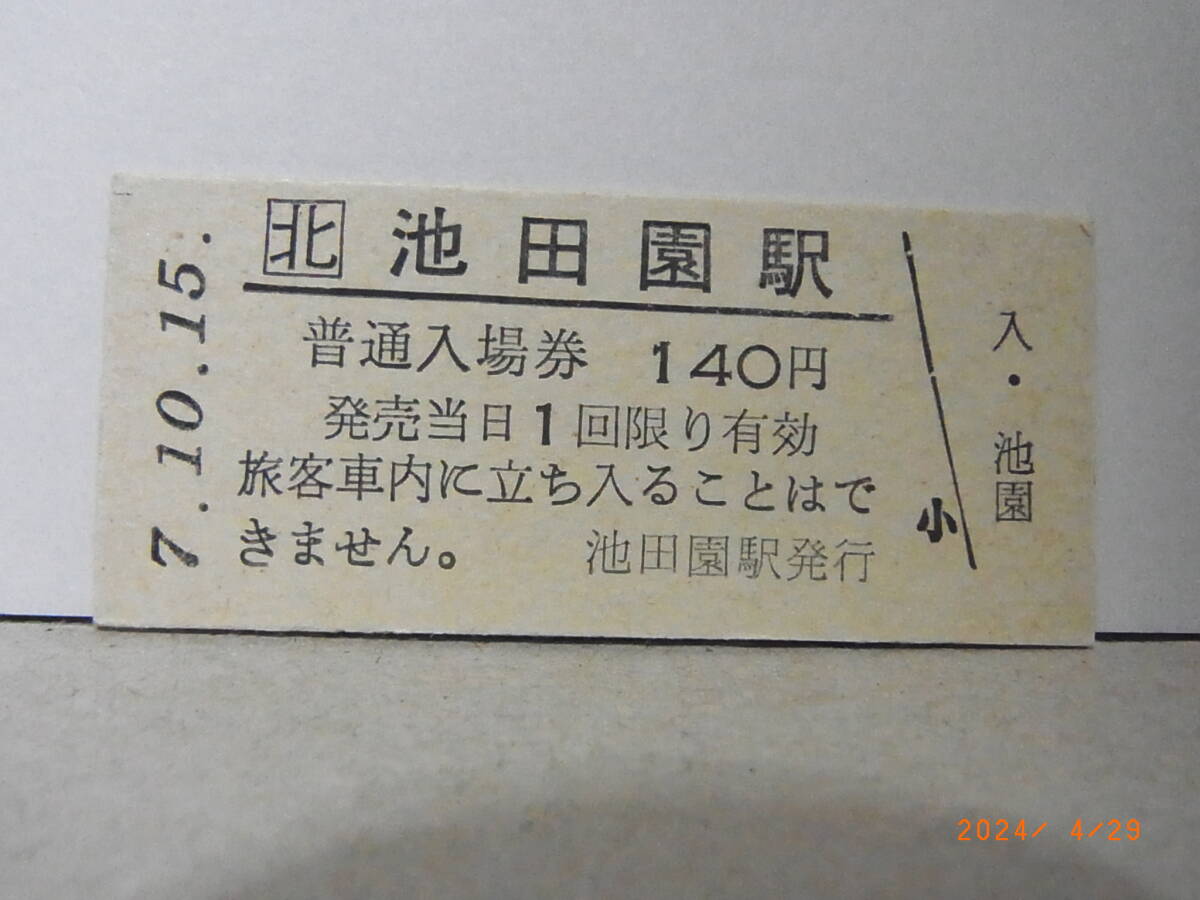 北 池田園駅
普通入場券 140円
発売当日1回限り有効
旅客車内に立ち入ることはで
きません。 池田園駅発行
7.10.15.
小
入・池園
2024/ 4/29